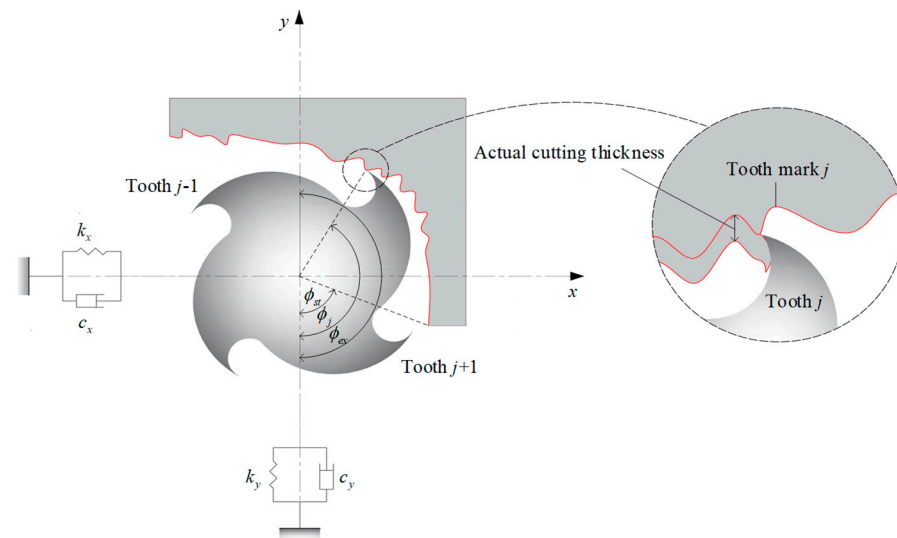 y
Actual cutting thickness
Tooth mark j
Tooth j-1
k_x
x
ϕ_st
Tooth j
c_x
ϕ_j
ϕ_ex
Tooth j+1
k_y
c_y